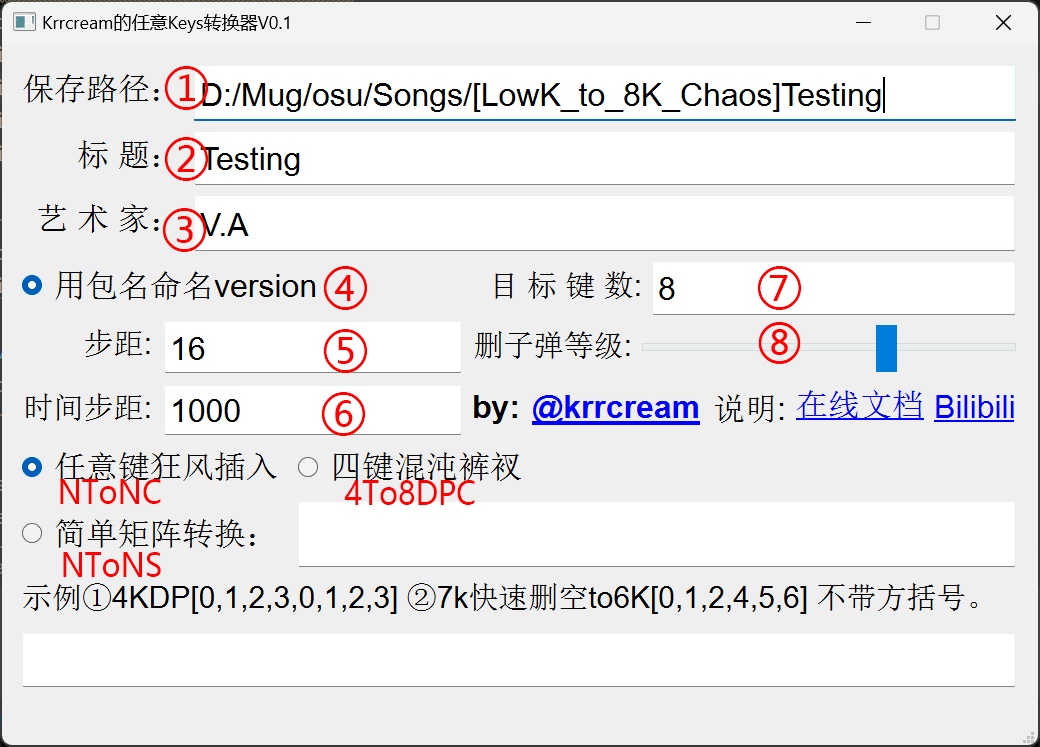 Krrcream的任意Keys转换器V0.1
保存路径: ① D:/Mug/osu/Songs/[LowK_to_8K_Chaos]Testing
标 题: ② Testing
艺 术 家: ③ V.A
用包名命名version ④ 目 标 键 数: 8 ⑦
步距: 16 ⑤ 删子弹等级: ⑧
时间步距: 1000 ⑥ by: @krrcream 说明: 在线文档 Bilibili
任意键狂风插入 四键混沌裤衩
NToNC 4To8DPC
简单矩阵转换:
NToNS
示例①4KDP[0,1,2,3,0,1,2,3] ②7k快速删空to6K[0,1,2,4,5,6] 不带方括号。